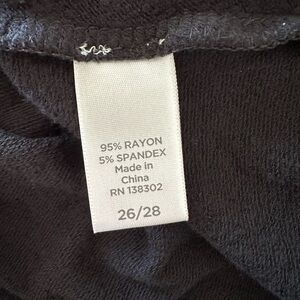 95% RAYON
5% SPANDEX
Made in
China
RN 138302
26/28